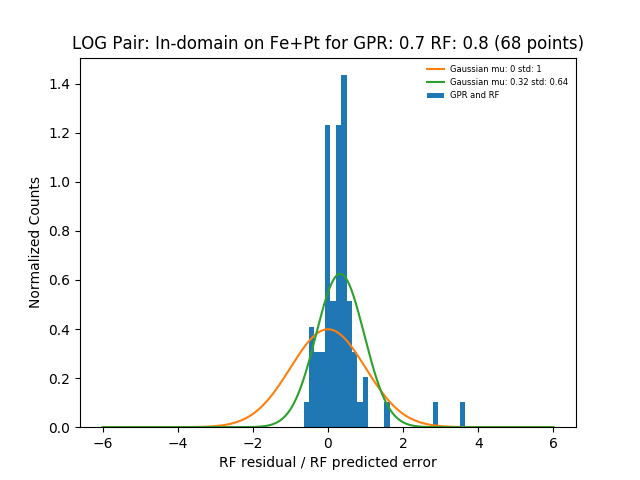 LOG Pair: In-domain on Fe+Pt for GPR: 0.7 RF: 0.8 (68 points)
Gaussian mu: 0 std: 1
Gaussian mu: 0.32 std: 0.64
GPR and RF
Normalized Counts
1.4
1.2
1.0
0.8
0.6
0.4
0.2
0.0
−6 −4 −2 0 2 4 6
RF residual / RF predicted error